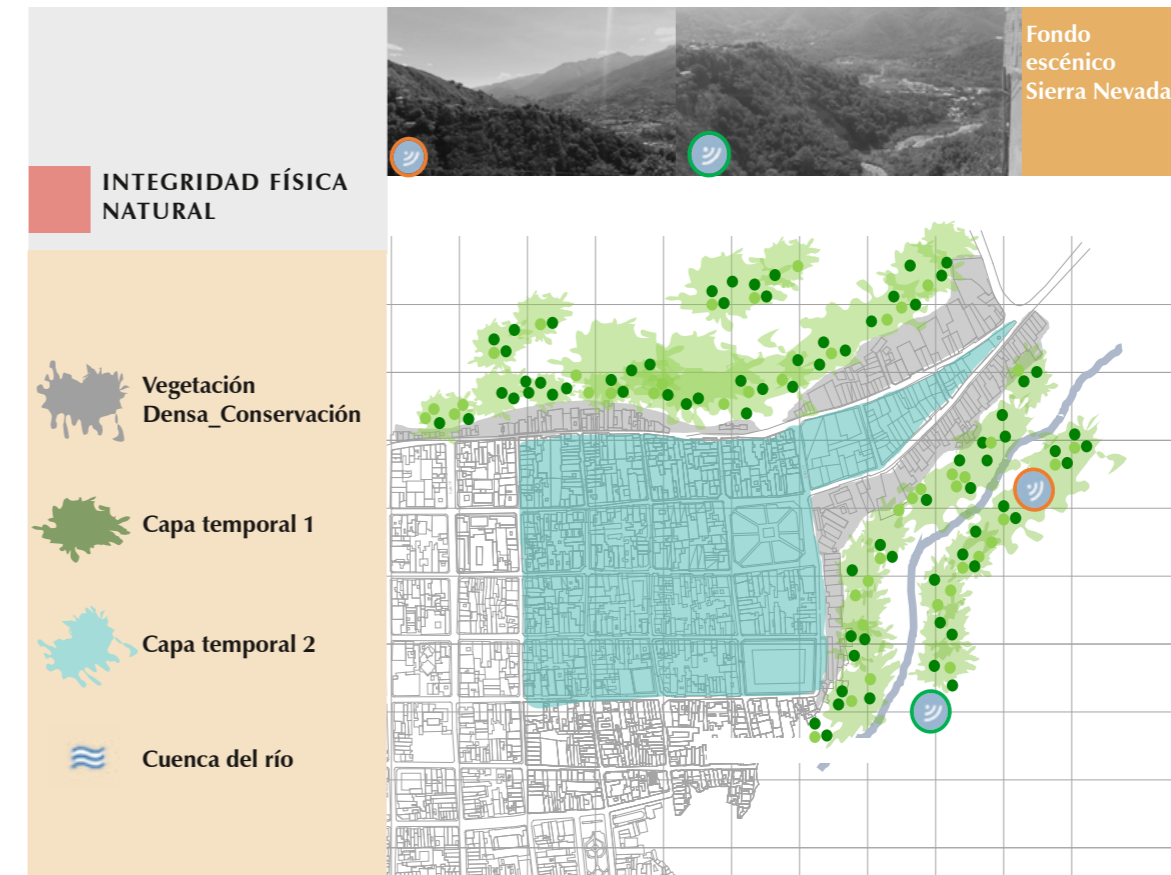 Fondo
escénico
Sierra Nevada
INTEGRIDAD FÍSICA
NATURAL
Vegetación
Densa_Conservación
Capa temporal 1
Capa temporal 2
Cuenca del río